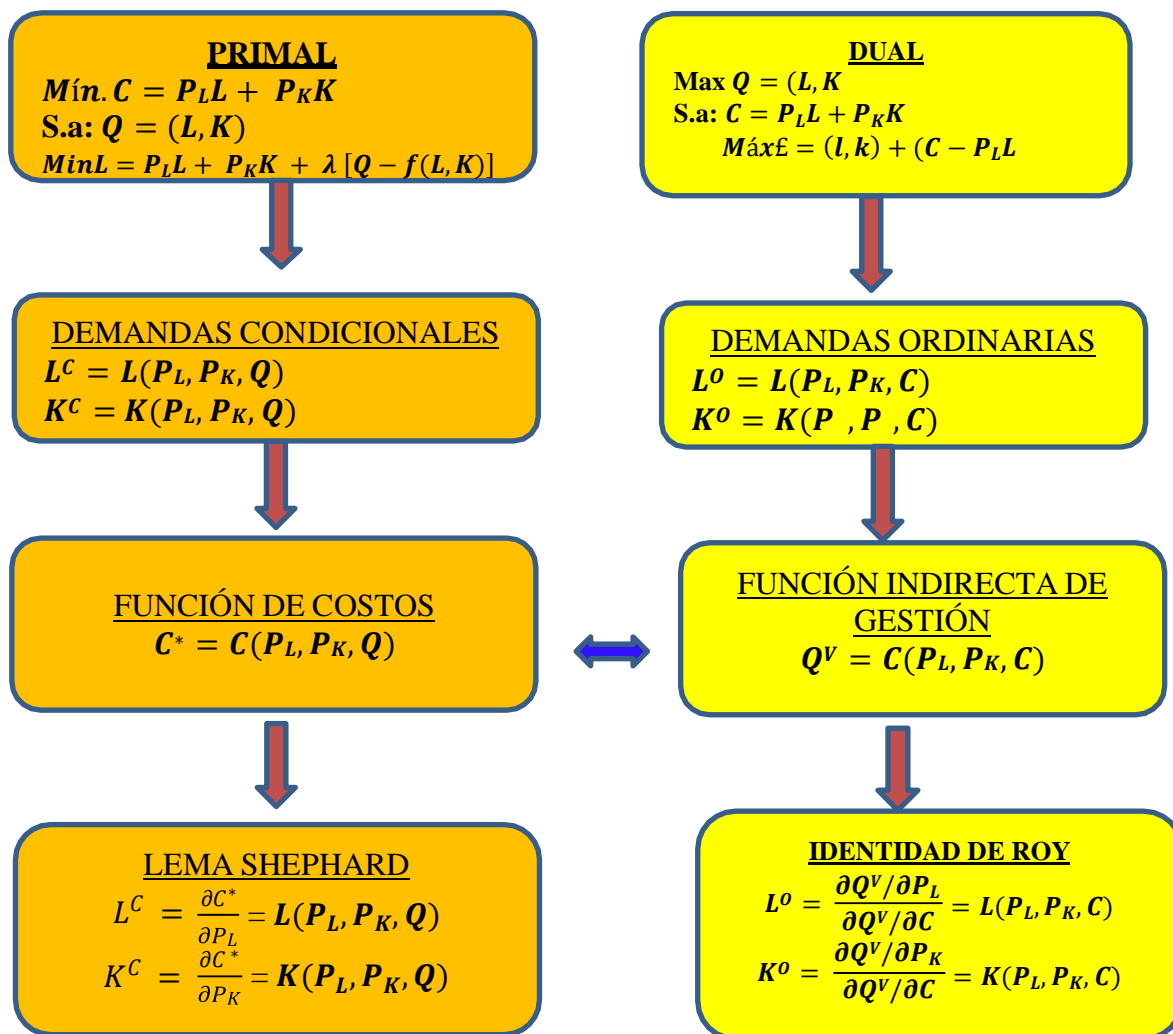 PRIMAL
Mín. C = P_L L + P_K K
S.a: Q = (L, K)
MinL = P_L L + P_K K + λ [Q − f(L, K)]
DEMANDAS CONDICIONALES
L^C = L(P_L, P_K, Q)
K^C = K(P_L, P_K, Q)
FUNCIÓN DE COSTOS
C* = C(P_L, P_K, Q)
LEMA SHEPHARD
L^C = ∂C*/∂P_L = L(P_L, P_K, Q)
K^C = ∂C*/∂P_K = K(P_L, P_K, Q)
DUAL
Max Q = (L, K
S.a: C = P_L L + P_K K
Máx£ = (l, k) + (C − P_L L
DEMANDAS ORDINARIAS
L^O = L(P_L, P_K, C)
K^O = K(P , P , C)
FUNCIÓN INDIRECTA DE
GESTIÓN
Q^V = C(P_L, P_K, C)
IDENTIDAD DE ROY
L^O = ∂Q^V/∂P_L / ∂Q^V/∂C = L(P_L, P_K, C)
K^O = ∂Q^V/∂P_K / ∂Q^V/∂C = K(P_L, P_K, C)